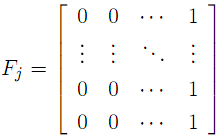 F_j = [ 0 0 ⋯ 1
⋮ ⋮ ⋱ ⋮
0 0 ⋯ 1
0 0 ⋯ 1 ]